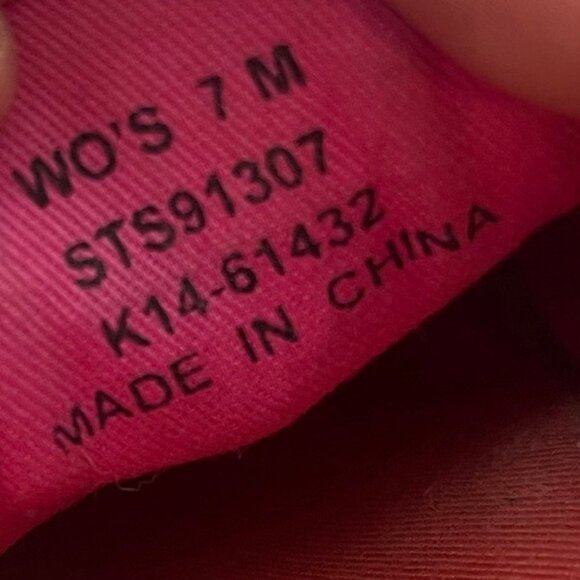 WO'S 7 M
STS91307
K14-61432
MADE IN CHINA